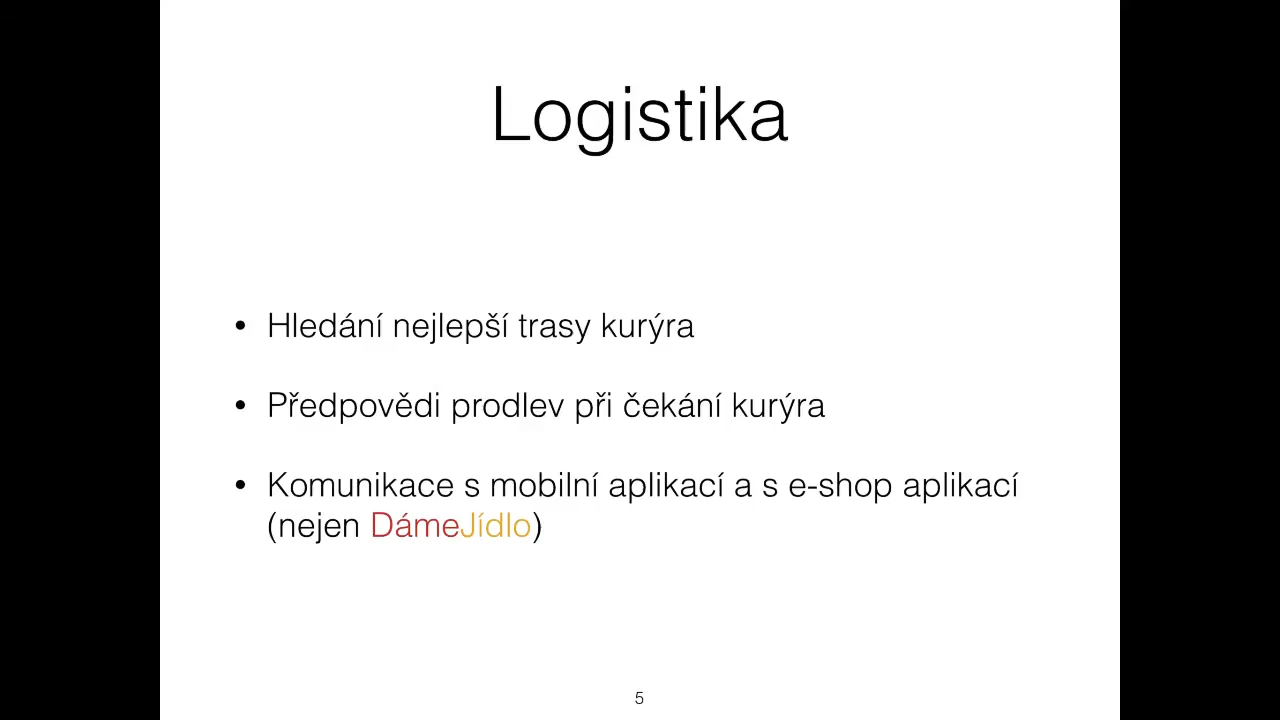 Logistika
• Hledání nejlepší trasy kurýra
• Předpovědi prodlev při čekání kurýra
• Komunikace s mobilní aplikací a s e-shop aplikací
(nejen DámeJídlo)
5